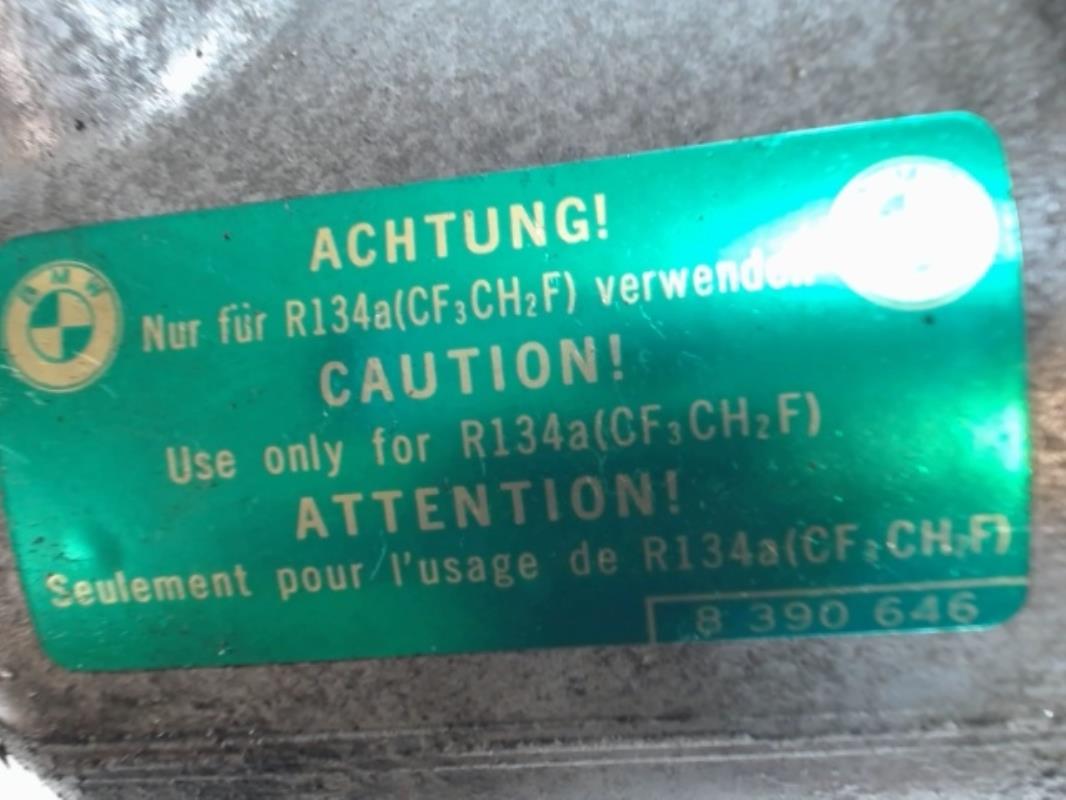 ACHTUNG!
BMW
Nur für R134a(CF₃CH₂F) verwenden
CAUTION!
Use only for R134a(CF₃CH₂F)
ATTENTION!
Seulement pour l'usage de R134a(CF₃CH₂F)
8 390 646